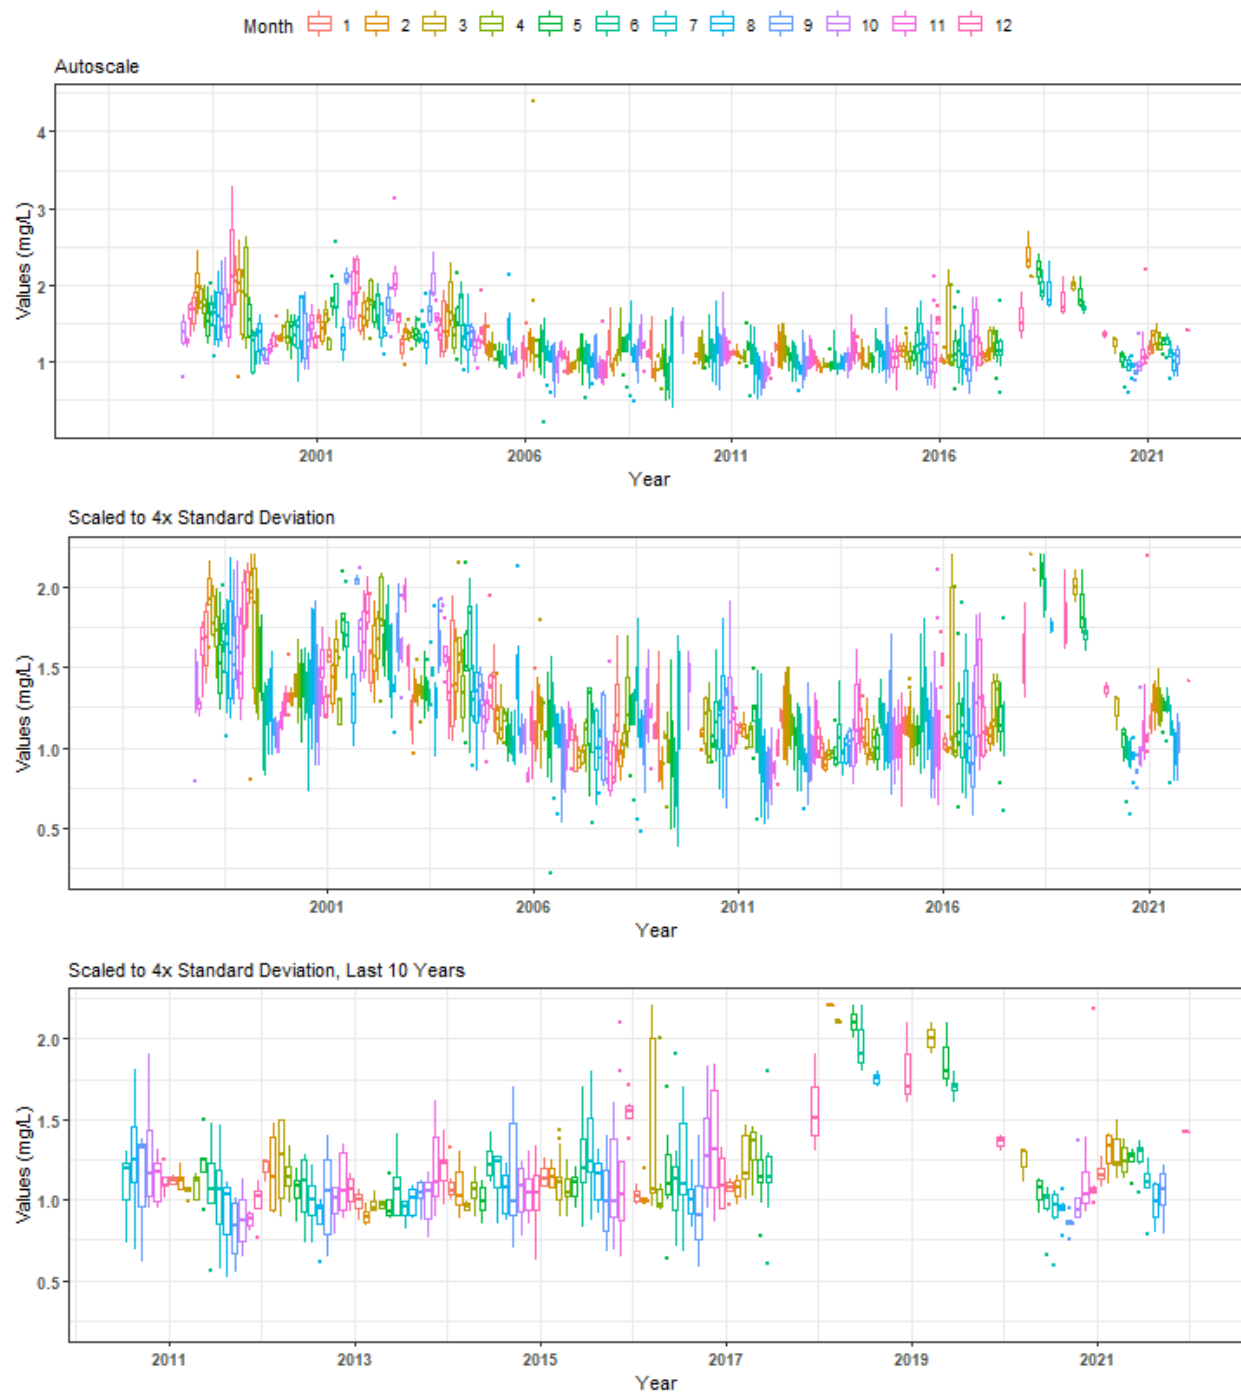 Month 1 2 3 4 5 6 7 8 9 10 11 12
Autoscale
Values (mg/L)
4
3
2
1
2001 2006 2011 2016 2021
Year
Scaled to 4x Standard Deviation
Values (mg/L)
2.0
1.5
1.0
0.5
2001 2006 2011 2016 2021
Year
Scaled to 4x Standard Deviation, Last 10 Years
Values (mg/L)
2.0
1.5
1.0
0.5
2011 2013 2015 2017 2019 2021
Year